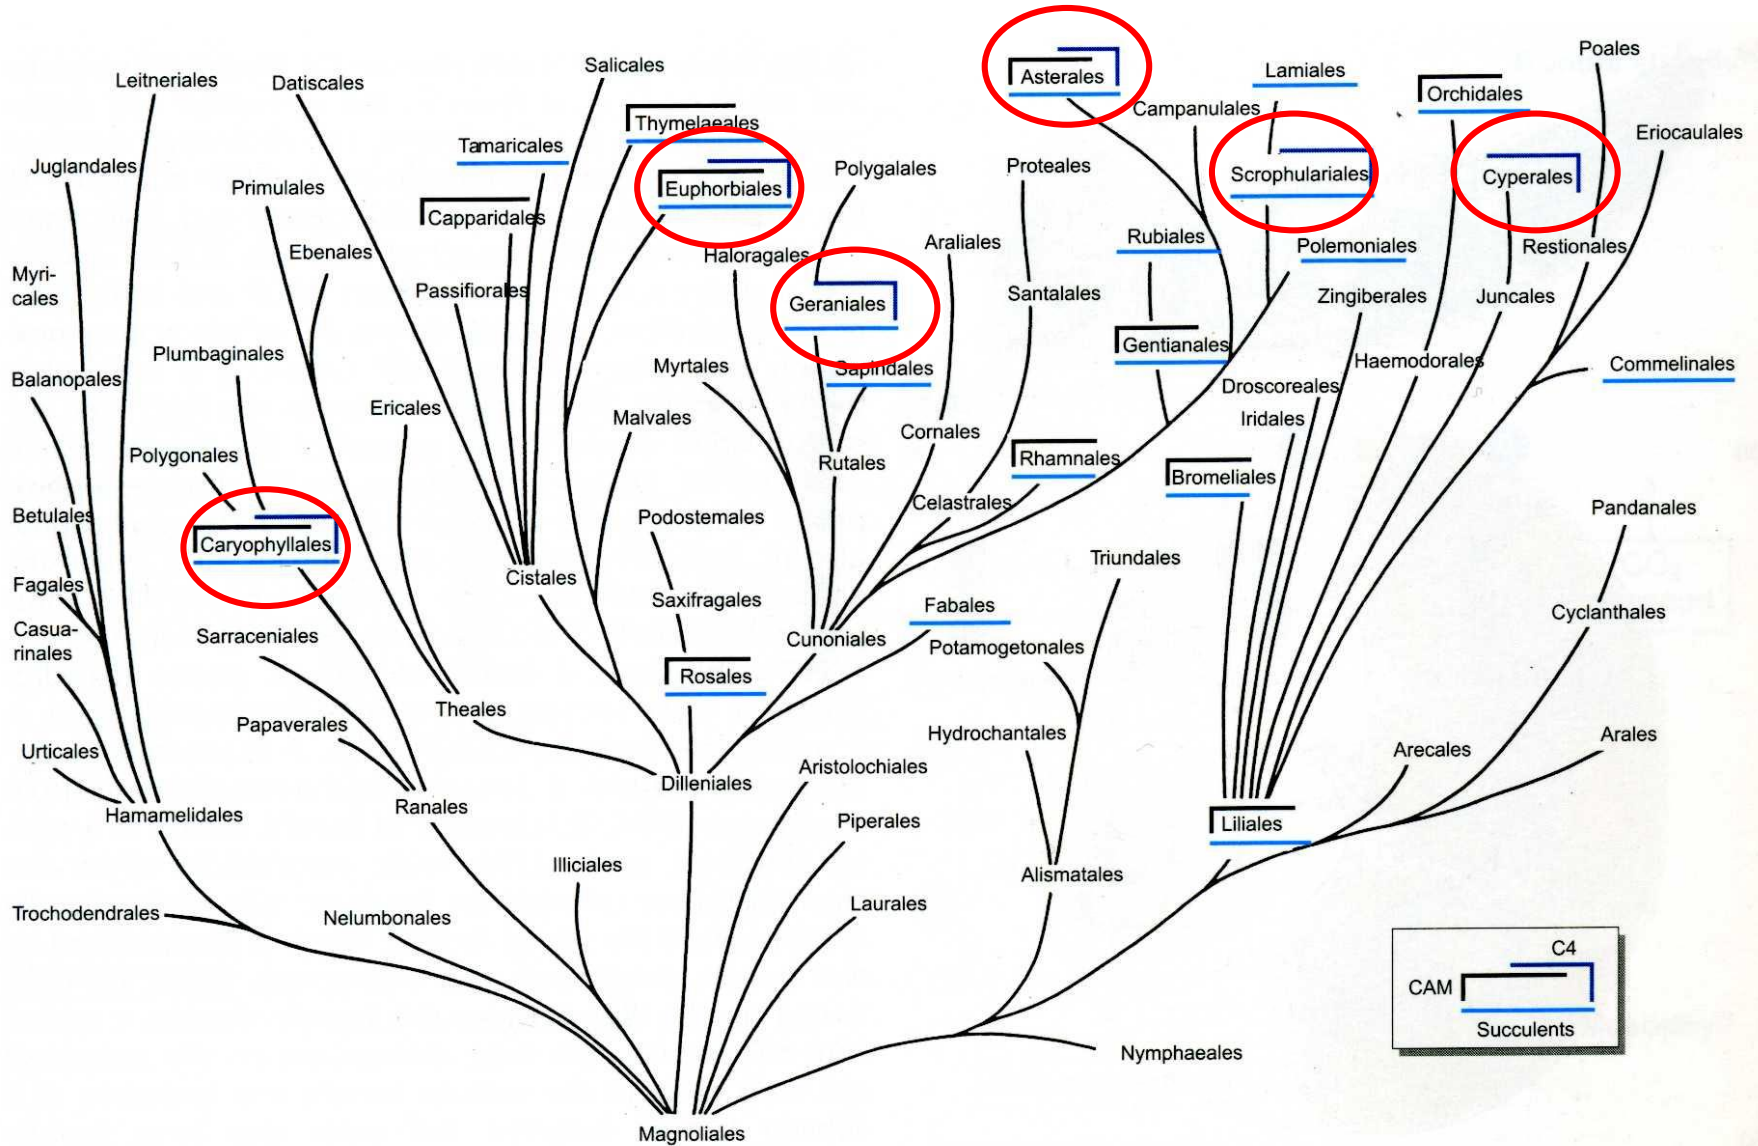 Poales
Salicales
Asterales
Lamiales
Leitneriales
Datiscales
Orchidales
Campanulales
Thymelaeales
Eriocaulales
Tamaricales
Juglandales
Polygalales
Proteales
Scrophulariales
Cyperales
Primulales
Euphorbiales
Capparidales
Rubiales
Araliales
Polemoniales
Restionales
Ebenales
Haloragales
Myri-
cales
Passifiorales
Geraniales
Santalales
Zingiberales
Juncales
Plumbaginales
Gentianales
Haemodorales
Commelinales
Myrtales
Sapindales
Balanopales
Droscoreales
Ericales
Malvales
Iridales
Cornales
Polygonales
Rutales
Rhamnales
Bromeliales
Celastrales
Pandanales
Betulales
Podostemales
Caryophyllales
Triundales
Cistales
Fagales
Saxifragales
Fabales
Cyclanthales
Casua-
rinales
Sarraceniales
Cunoniales
Potamogetonales
Rosales
Theales
Papaverales
Hydrochantales
Arales
Urticales
Arecales
Aristolochiales
Dilleniales
Ranales
Hamamelidales
Piperales
Liliales
Illiciales
Alismatales
Laurales
Trochodendrales
Nelumbonales
C4
CAM
Succulents
Nymphaeales
Magnoliales